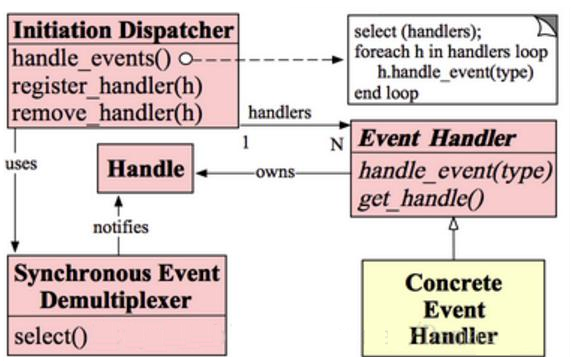 Initiation Dispatcher
handle_events()
register_handler(h)
remove_handler(h)
select (handlers);
foreach h in handlers loop
h.handle_event(type)
end loop
handlers
1
N
uses
Handle
owns
Event Handler
handle_event(type)
get_handle()
notifies
Synchronous Event
Demultiplexer
select()
Concrete
Event
Handler